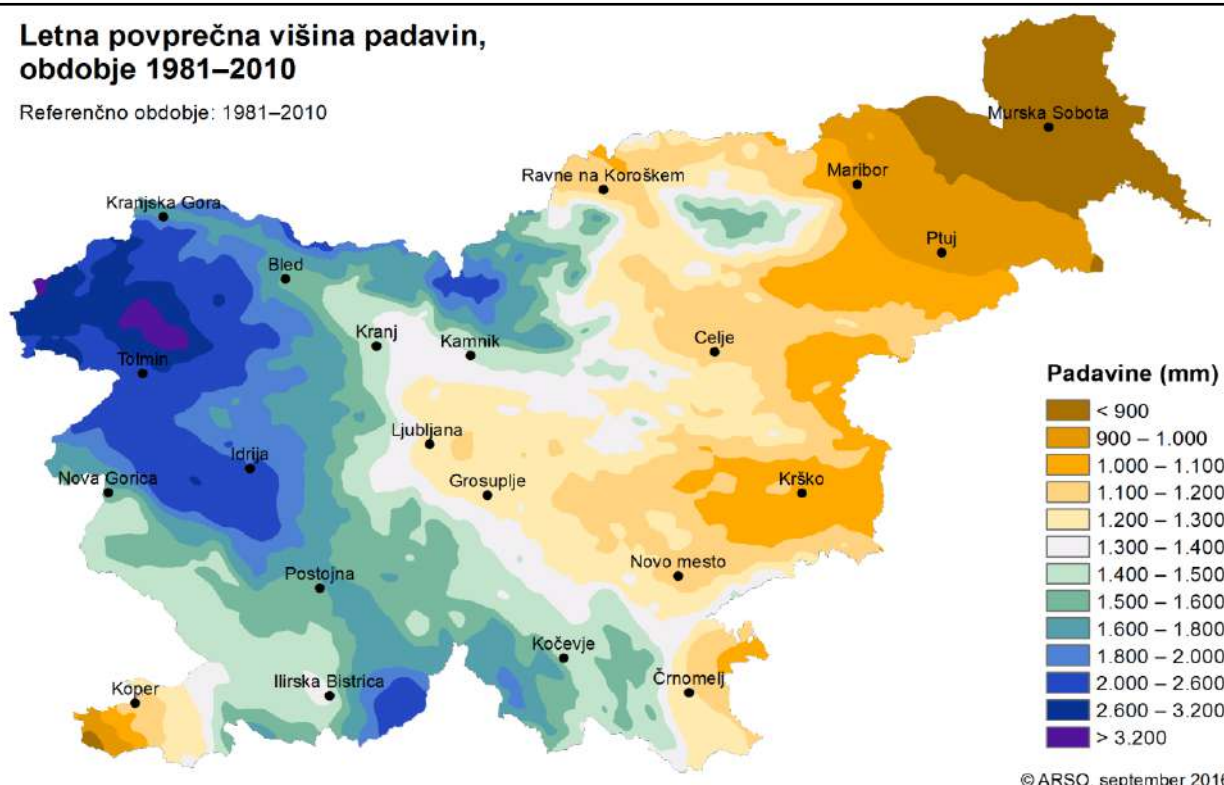 Letna povprečna višina padavin,
obdobje 1981–2010
Referenčno obdobje: 1981–2010
Murska Sobota
Ravne na Koroškem
Maribor
Kranjska Gora
Ptuj
Bled
Kranj
Kamnik
Celje
Tolmin
Ljubljana
Idrija
Nova Gorica
Grosuplje
Krško
Novo mesto
Postojna
Kočevje
Črnomelj
Koper
Ilirska Bistrica
Padavine (mm)
< 900
900 – 1.000
1.000 – 1.100
1.100 – 1.200
1.200 – 1.300
1.300 – 1.400
1.400 – 1.500
1.500 – 1.600
1.600 – 1.800
1.800 – 2.000
2.000 – 2.600
2.600 – 3.200
> 3.200
© ARSO, september 2016